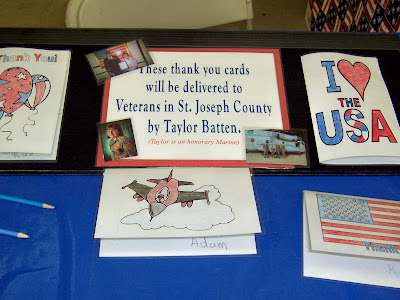 Thank You!
These thank you cards
will be delivered to
Veterans in St. Joseph County
by Taylor Batten.
(Taylor is an honorary Marine)
I
THE
USA
Adam
Thank